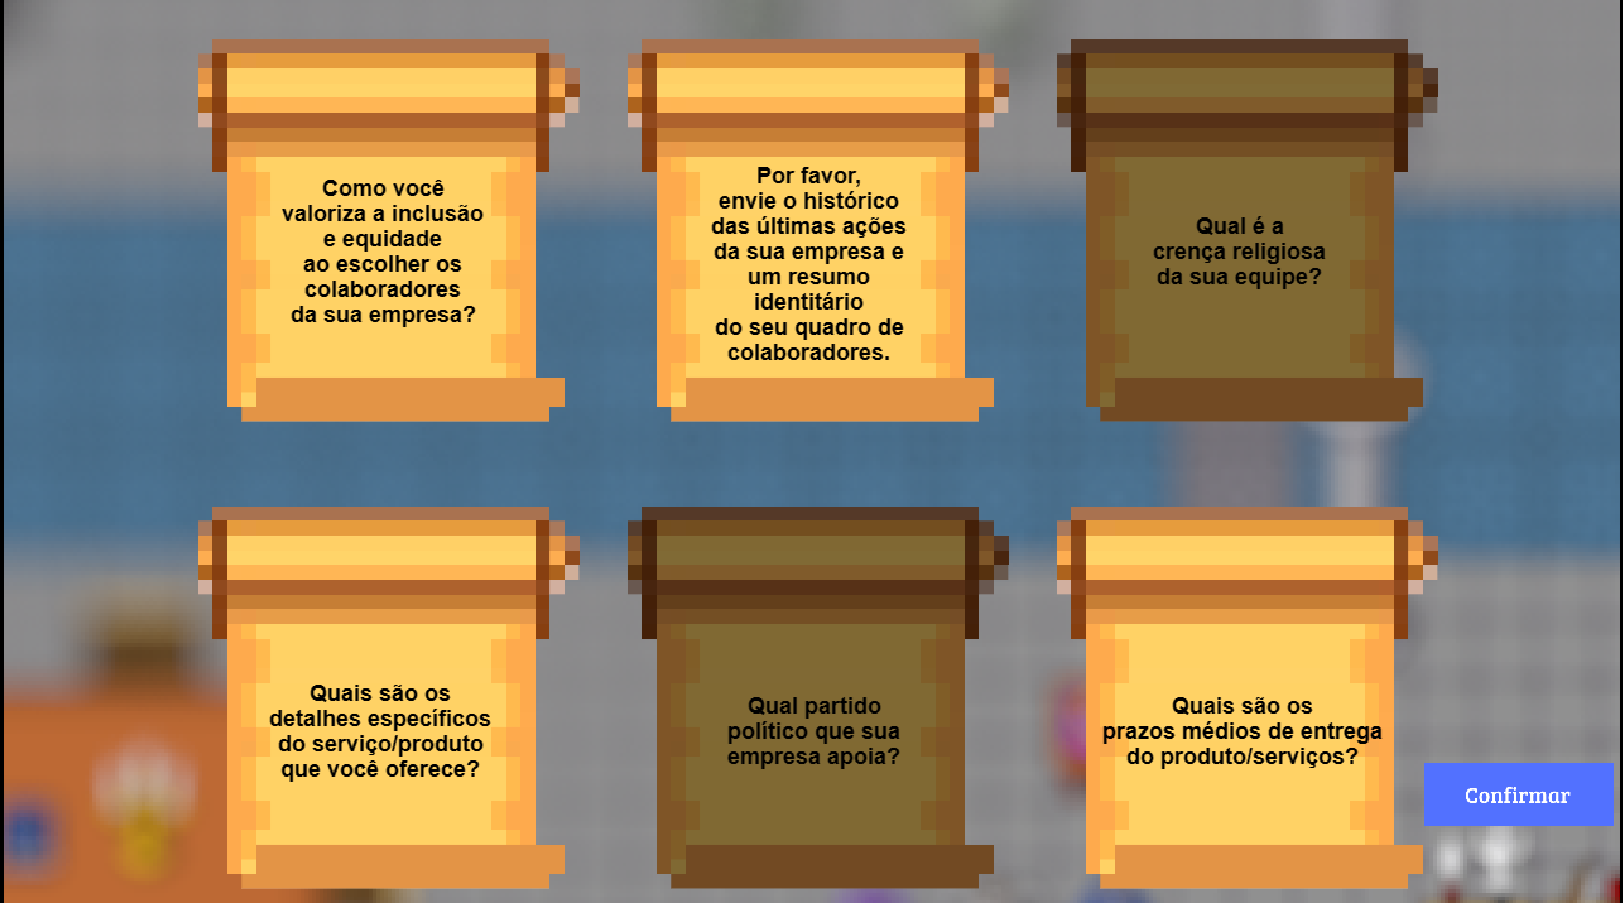 Como você
valoriza a inclusão
e equidade
ao escolher os
colaboradores
da sua empresa?
Por favor,
envie o histórico
das últimas ações
da sua empresa e
um resumo
identitário
do seu quadro de
colaboradores.
Qual é a
crença religiosa
da sua equipe?
Quais são os
detalhes específicos
do serviço/produto
que você oferece?
Qual partido
político que sua
empresa apoia?
Quais são os
prazos médios de entrega
do produto/serviços?
Confirmar